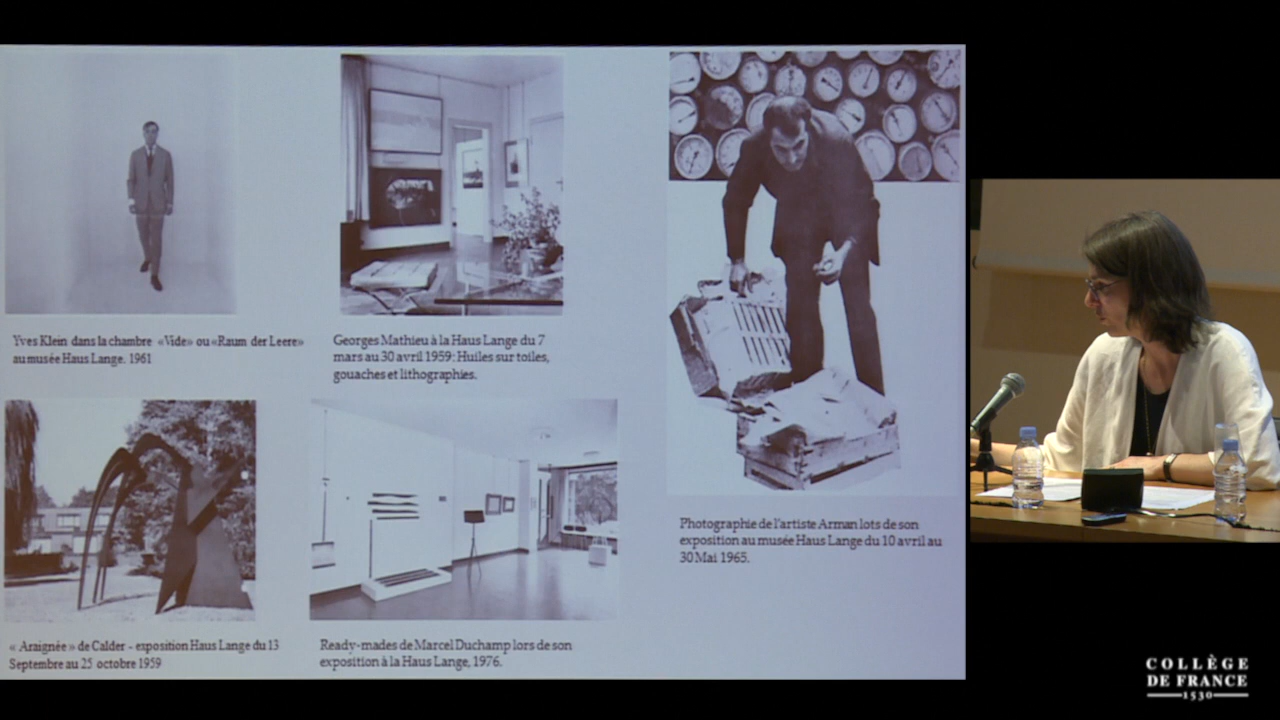 Yves Klein dans la chambre «Vide» ou «Raum der Leere»
au musée Haus Lange. 1961
Georges Mathieu à la Haus Lange du 7
mars au 30 avril 1959: Huiles sur toiles,
gouaches et lithographies.
Photographie de l'artiste Arman lots de son
exposition au musée Haus Lange du 10 avril au
30 Mai 1965.
« Araignée » de Calder - exposition Haus Lange du 13
Septembre au 25 octobre 1959
Ready-mades de Marcel Duchamp lors de son
exposition à la Haus Lange, 1976.
COLLÈGE
DE FRANCE
1530